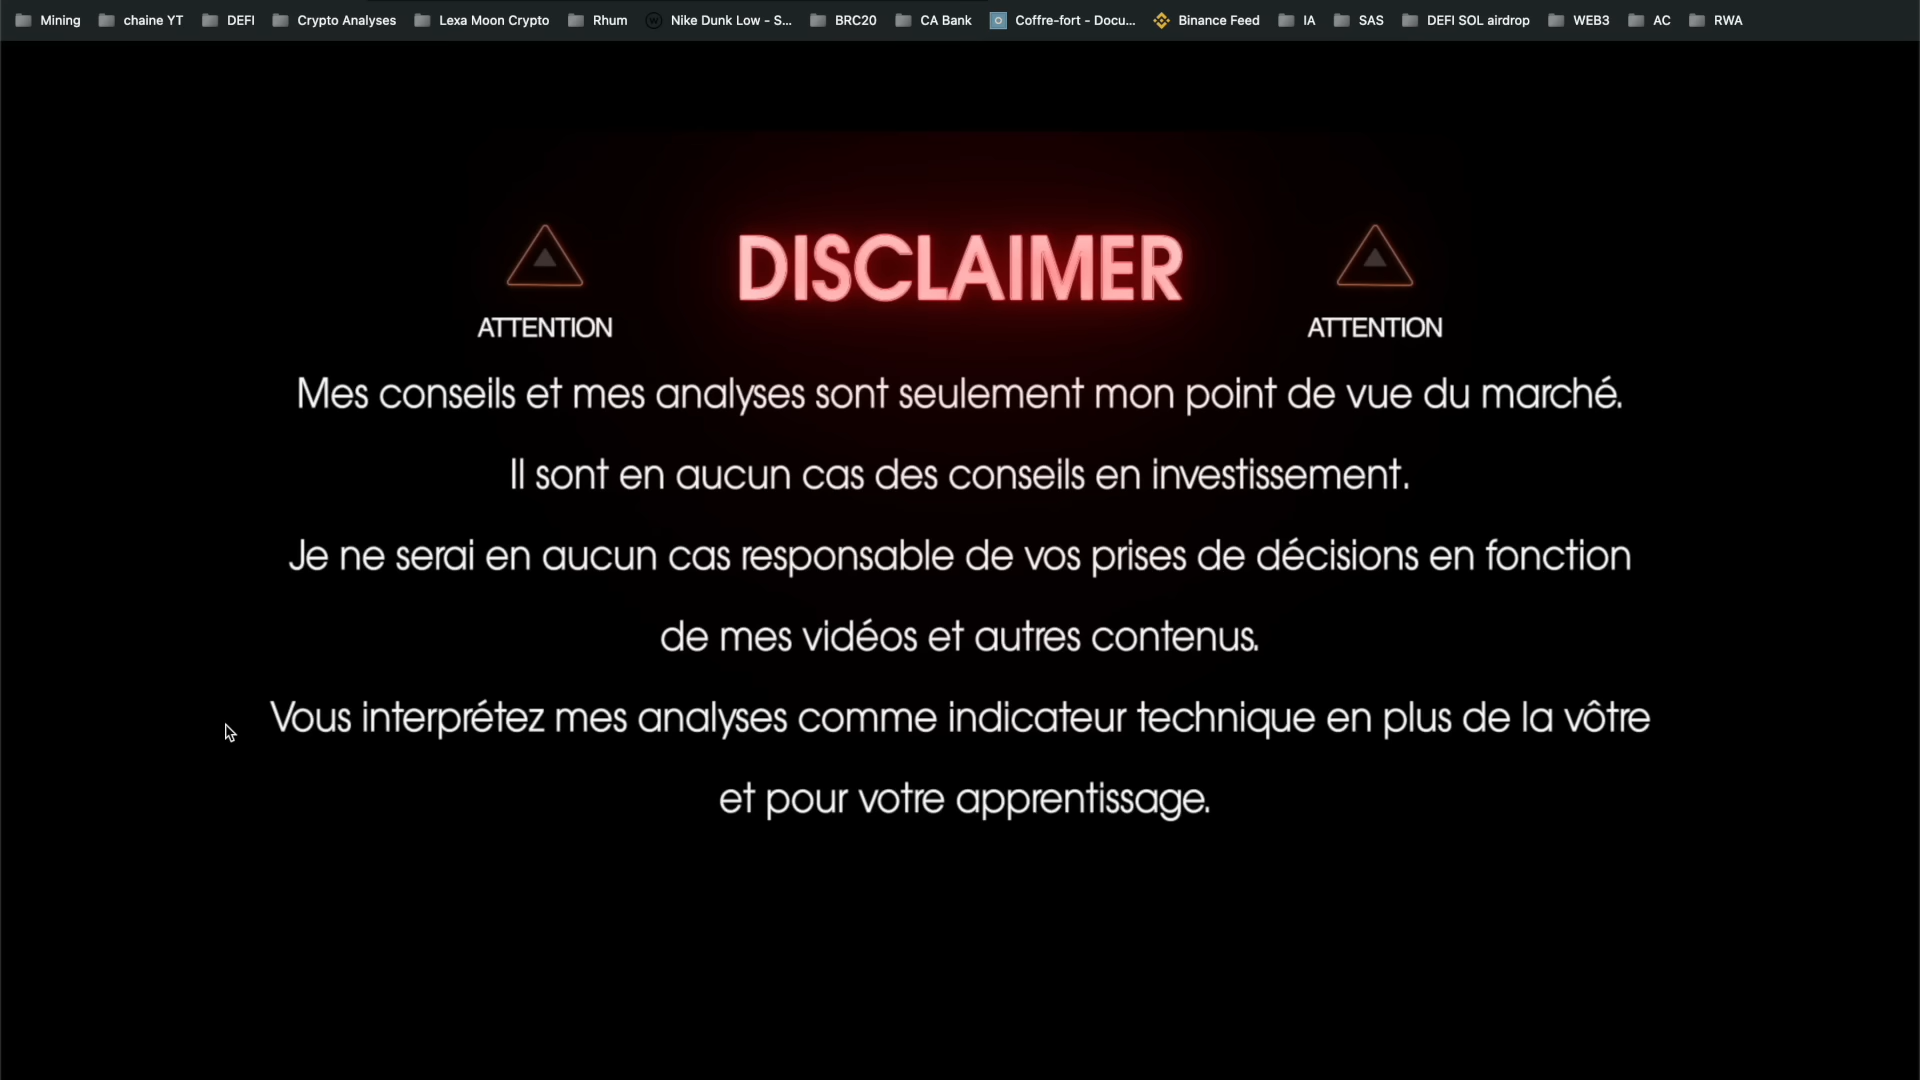 Mining chaine YT DEFI Crypto Analyses Lexa Moon Crypto Rhum Nike Dunk Low - S... BRC20 CA Bank Coffre-fort - Docu... Binance Feed IA SAS DEFI SOL airdrop WEB3 AC RWA
DISCLAIMER
ATTENTION ATTENTION
Mes conseils et mes analyses sont seulement mon point de vue du marché.
Il sont en aucun cas des conseils en investissement.
Je ne serai en aucun cas responsable de vos prises de décisions en fonction
de mes vidéos et autres contenus.
Vous interprétez mes analyses comme indicateur technique en plus de la vôtre
et pour votre apprentissage.